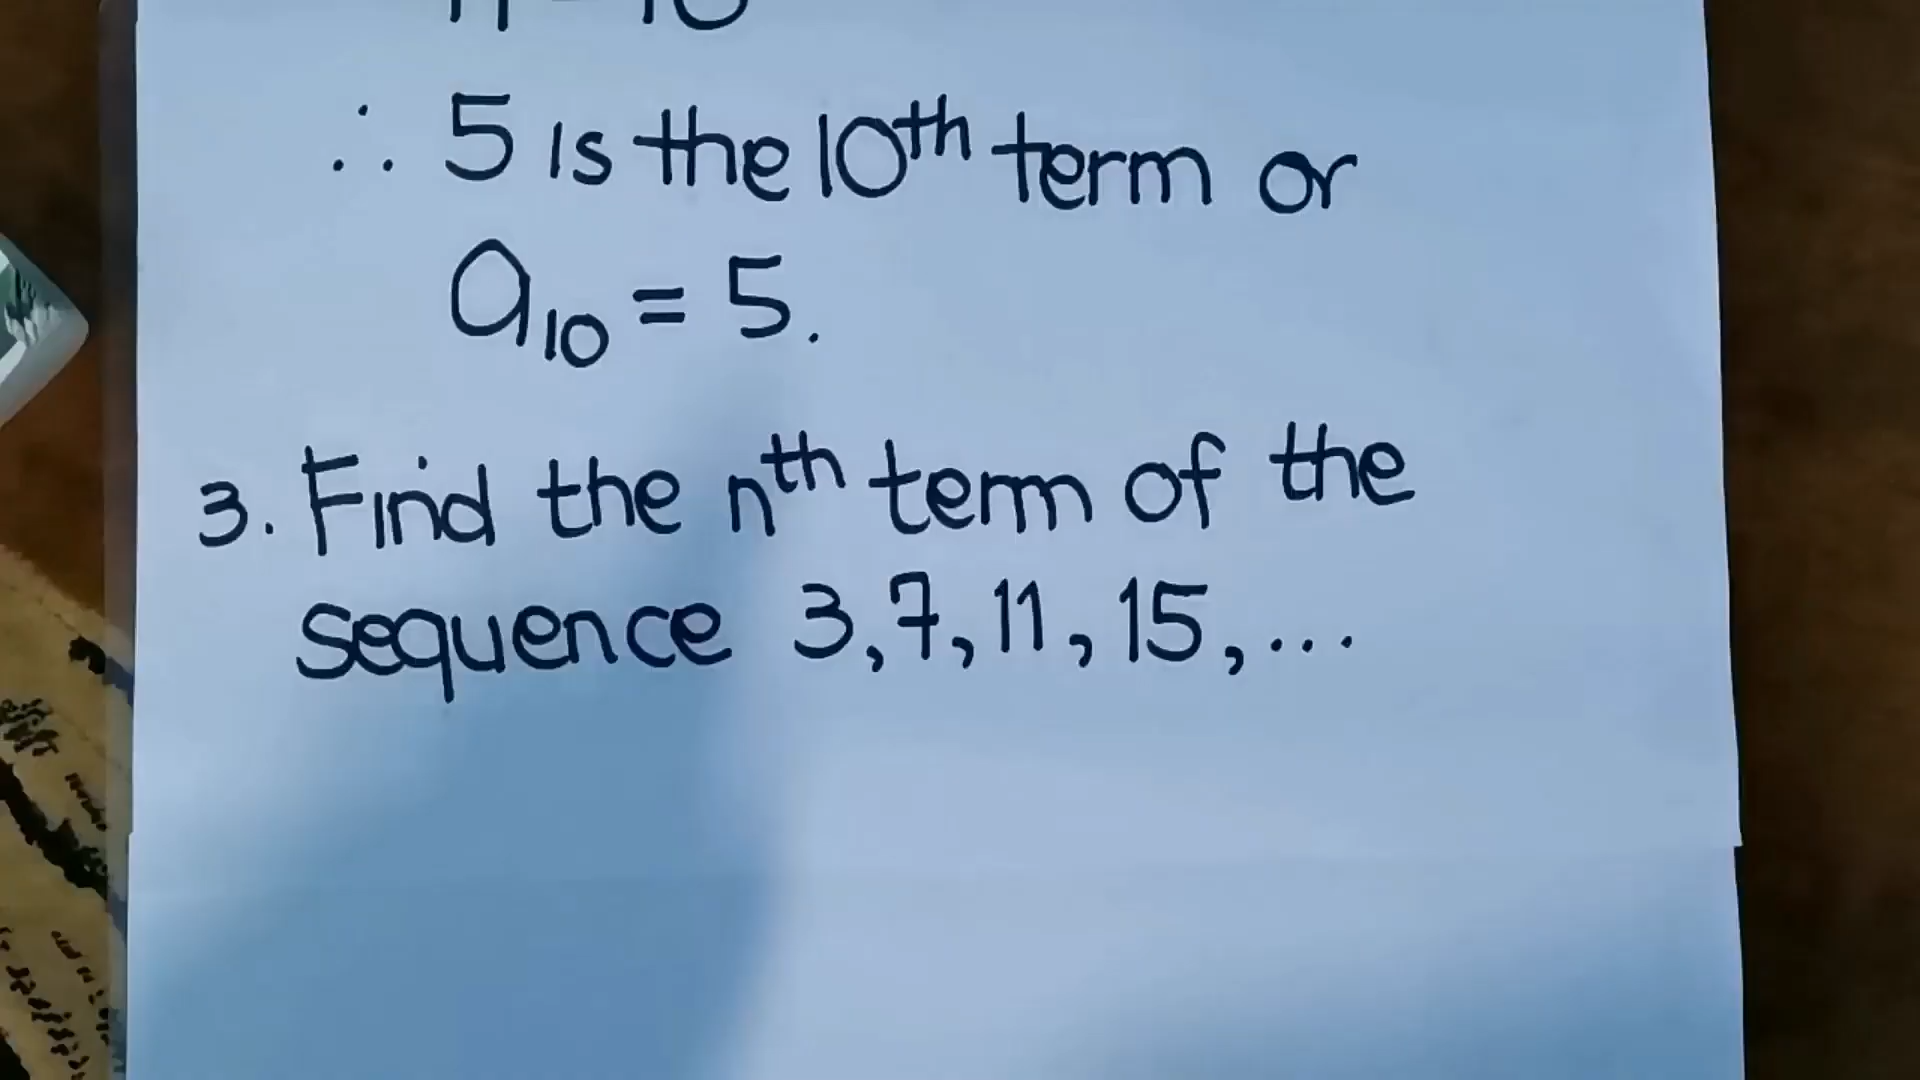 ∴ 5 is the 10th term or
a10 = 5.
3. Find the nth term of the
sequence 3, 7, 11, 15, ...